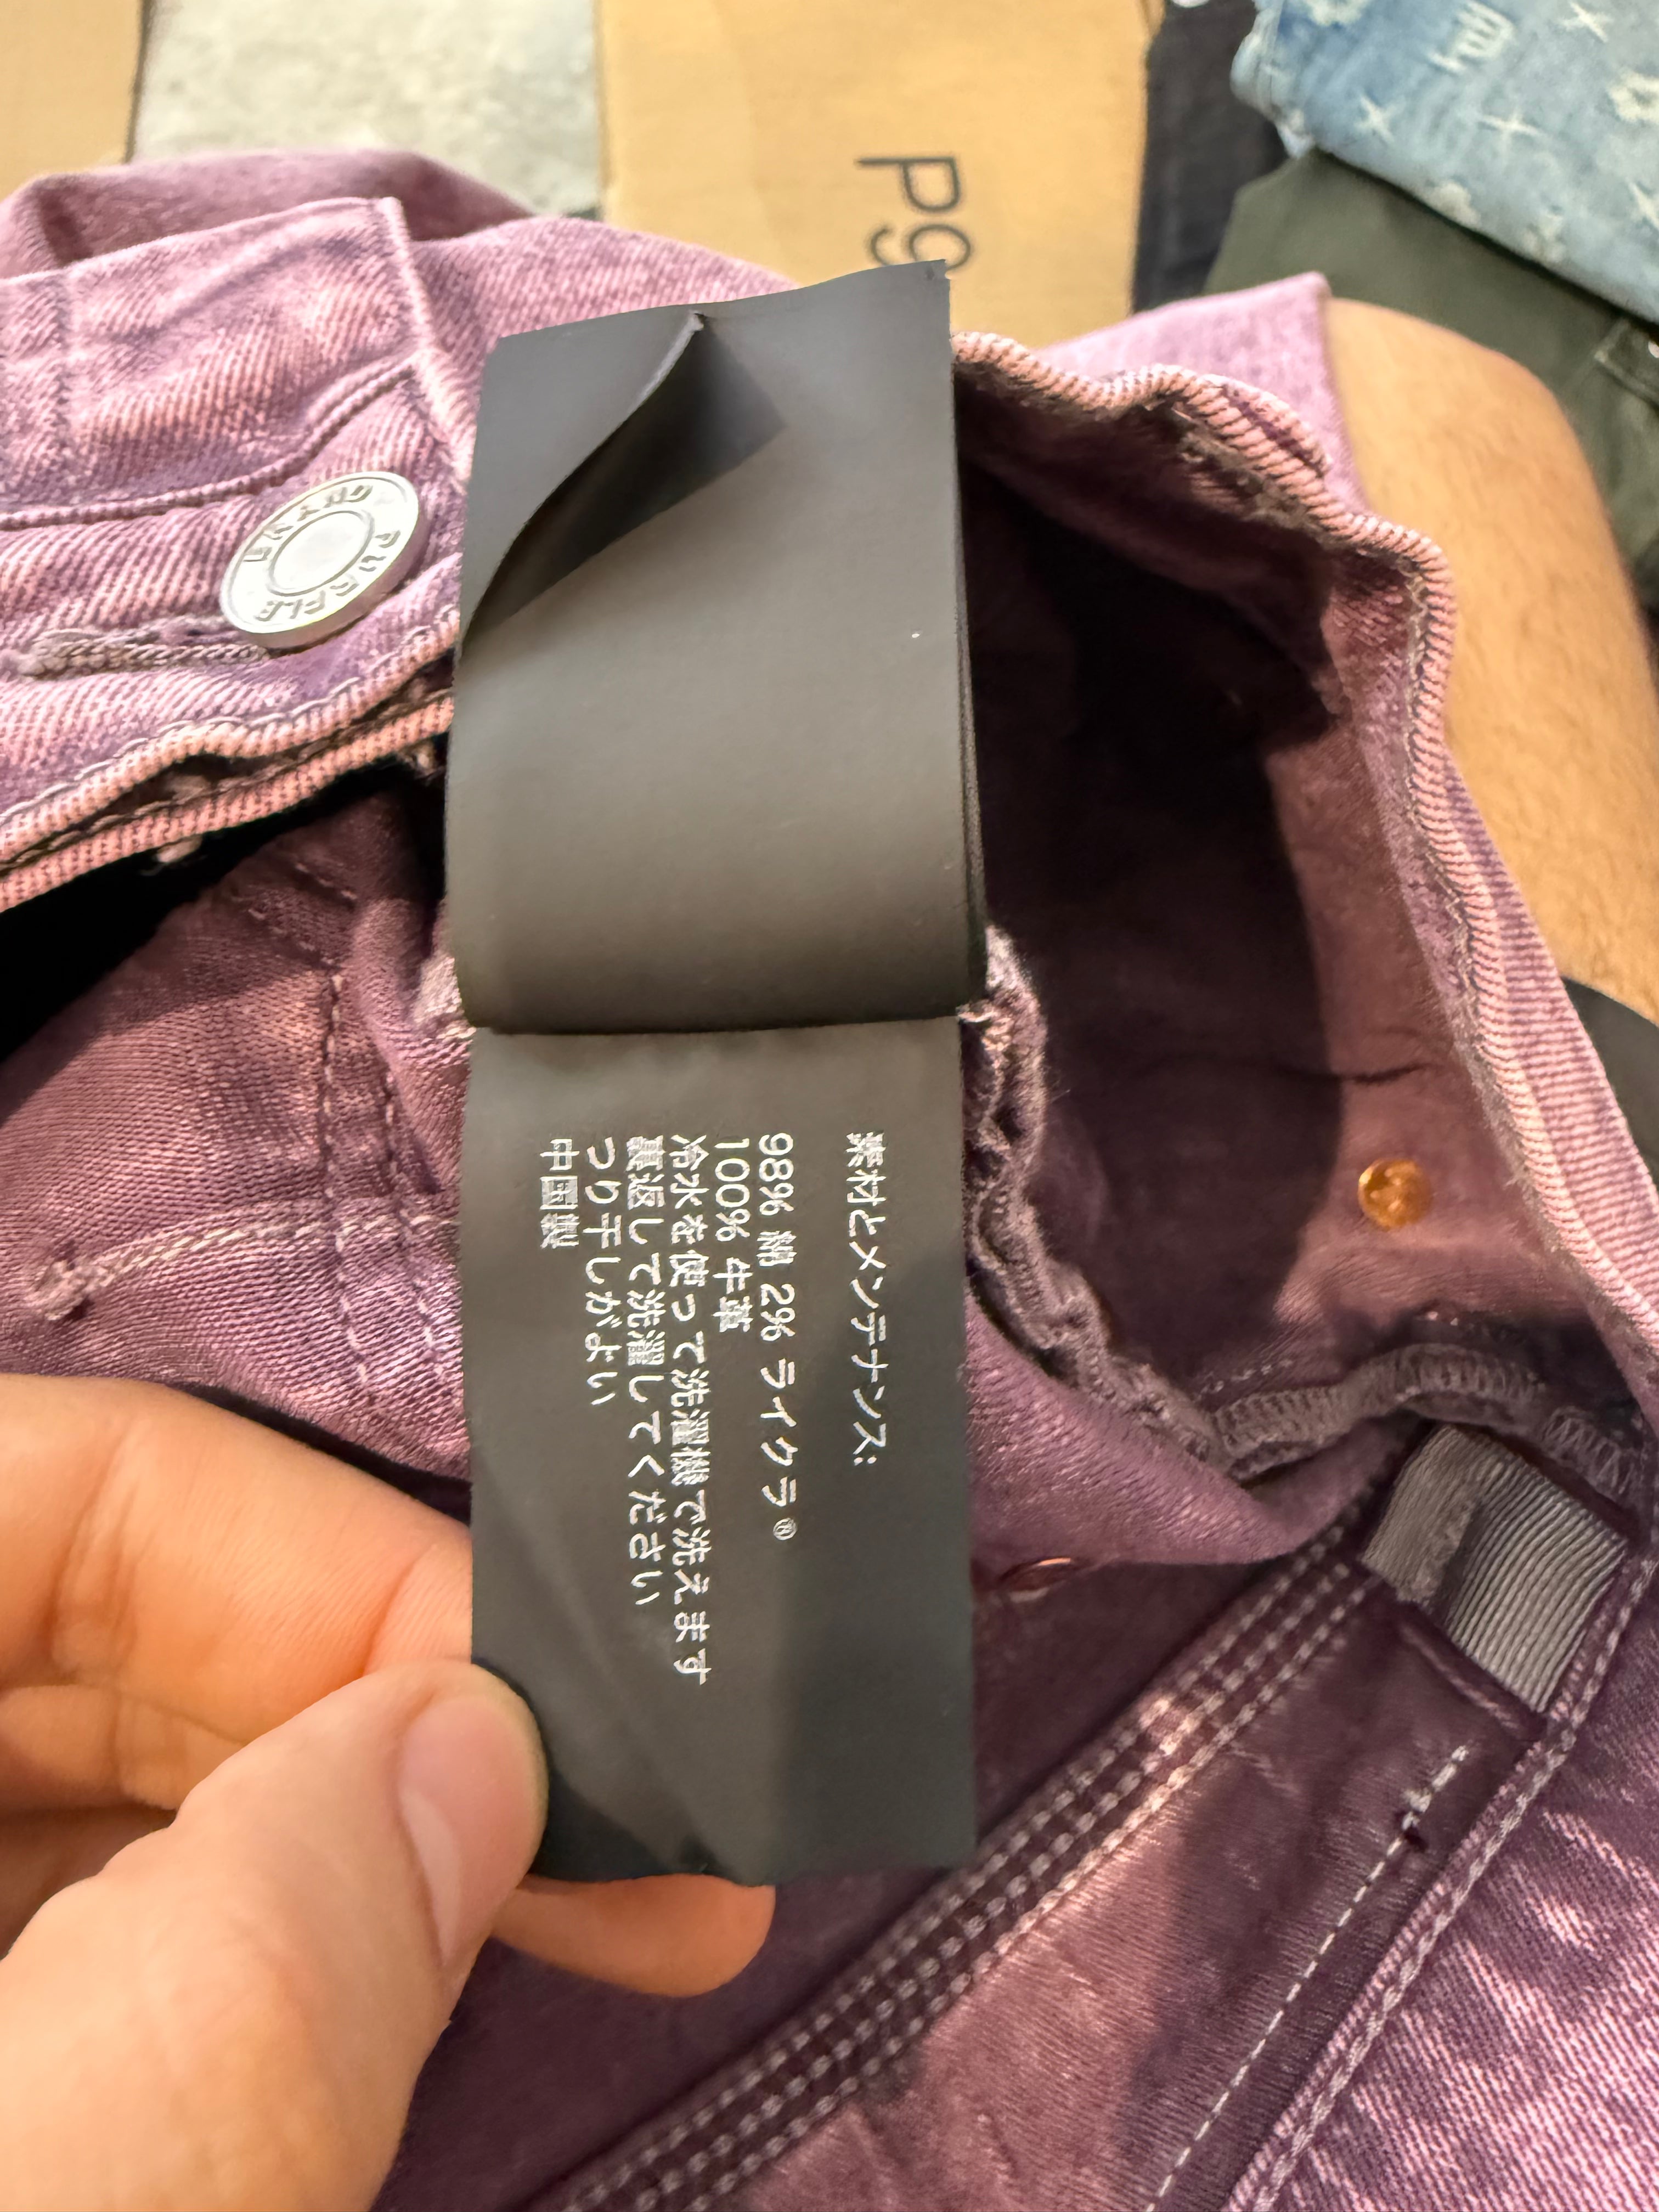 素材とメンテナンス:
98% 綿 2% ライクラ®
100% 牛革
冷水を使って洗濯機で洗えます
裏返して洗濯してください
つり干しがよい
中国製
PURPLE BRAND